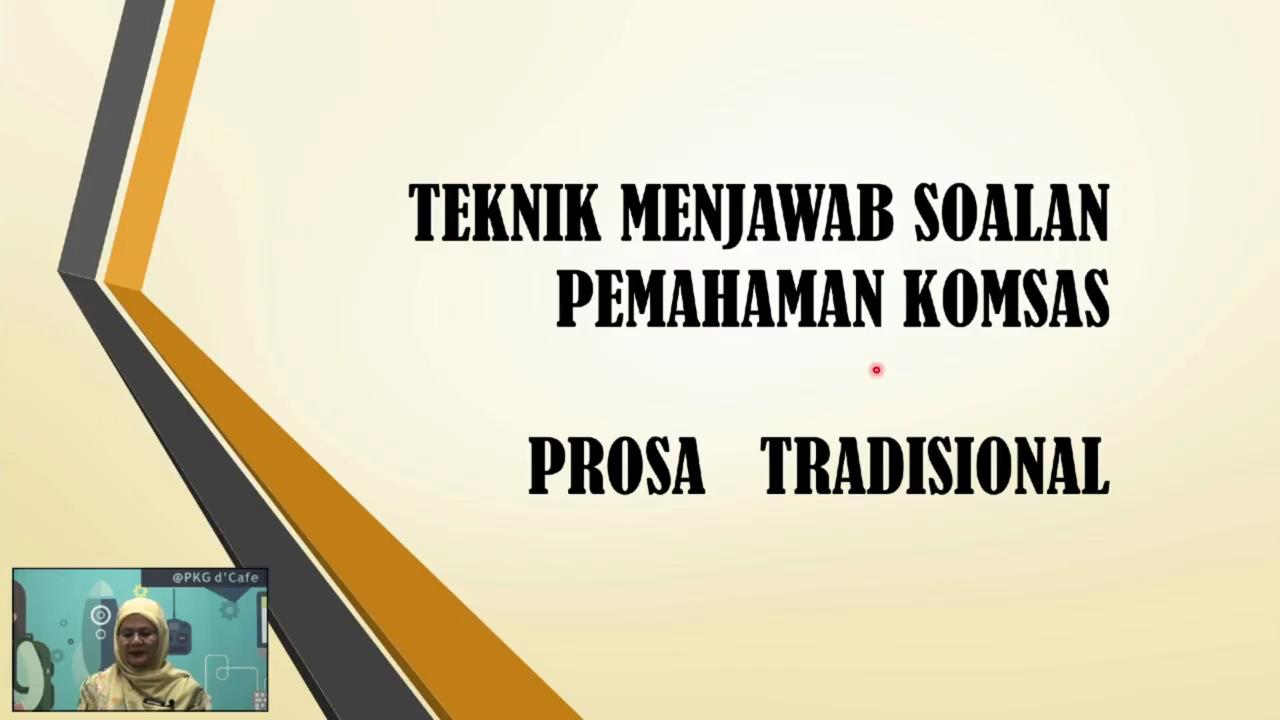 TEKNIK MENJAWAB SOALAN
PEMAHAMAN KOMSAS
PROSA TRADISIONAL
@PKG d'Cafe